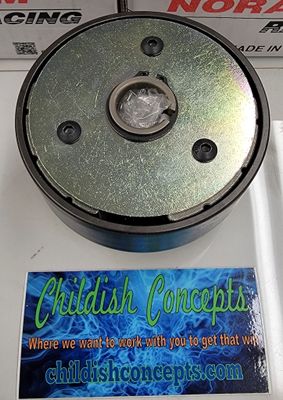 RACING
NORA
MADE IN
Childish Concepts
Where we want to work with you to get that win
childishconcepts.com